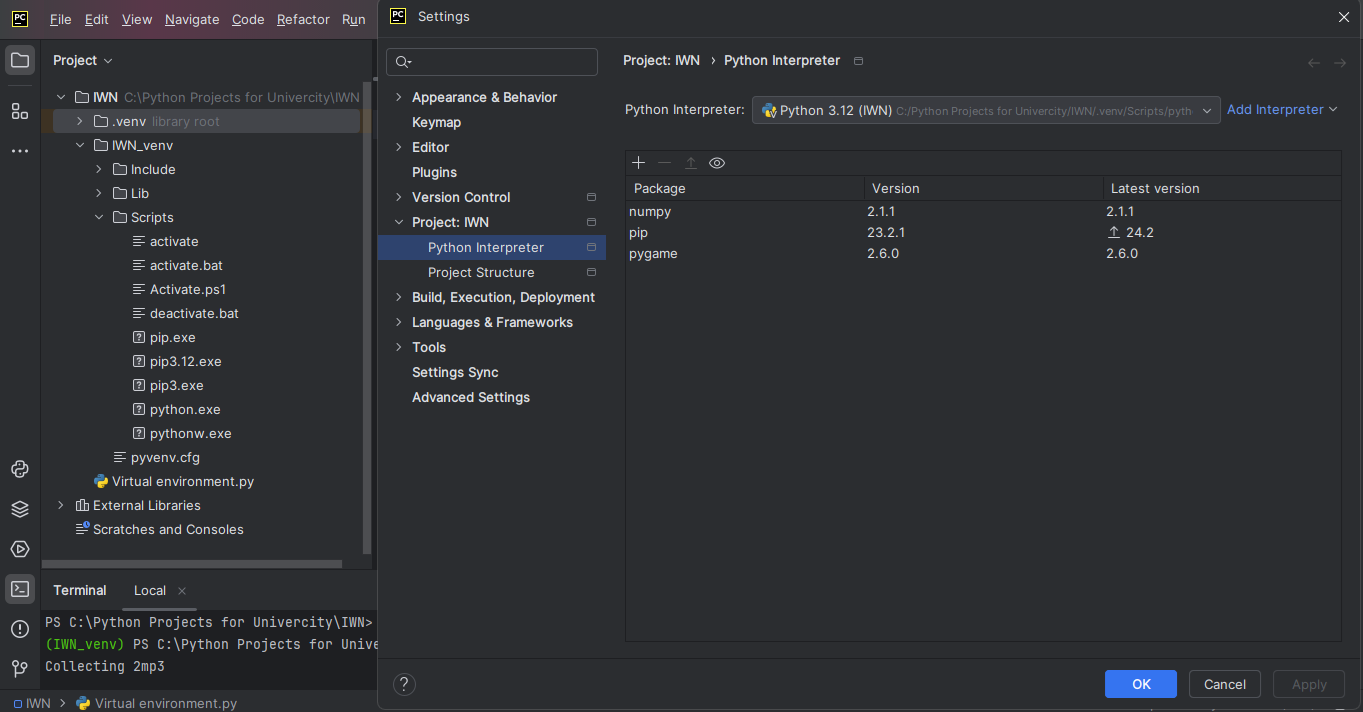 PC File Edit View Navigate Code Refactor Run
Project
IWN C:\Python Projects for Univercity\IWN
.venv library root
IWN_venv
Include
Lib
Scripts
activate
activate.bat
Activate.ps1
deactivate.bat
pip.exe
pip3.12.exe
pip3.exe
python.exe
pythonw.exe
pyvenv.cfg
Virtual environment.py
External Libraries
Scratches and Consoles
Terminal Local
PS C:\Python Projects for Univercity\IWN>
(IWN_venv) PS C:\Python Projects for Unive
Collecting 2mp3
IWN > Virtual environment.py
PC Settings
Appearance & Behavior
Keymap
Editor
Plugins
Version Control
Project: IWN
Python Interpreter
Project Structure
Build, Execution, Deployment
Languages & Frameworks
Tools
Settings Sync
Advanced Settings
Project: IWN › Python Interpreter
Python Interpreter: Python 3.12 (IWN) C:/Python Projects for Univercity/IWN/.venv/Scripts/pyth Add Interpreter
Package Version Latest version
numpy 2.1.1 2.1.1
pip 23.2.1 24.2
pygame 2.6.0 2.6.0
? OK Cancel Apply